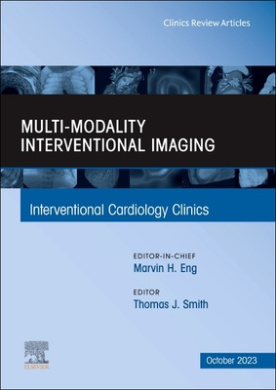 Clinics Review Articles
MULTI-MODALITY
INTERVENTIONAL IMAGING
Interventional Cardiology Clinics
EDITOR-IN-CHIEF
Marvin H. Eng
EDITOR
Thomas J. Smith
ELSEVIER
October 2023